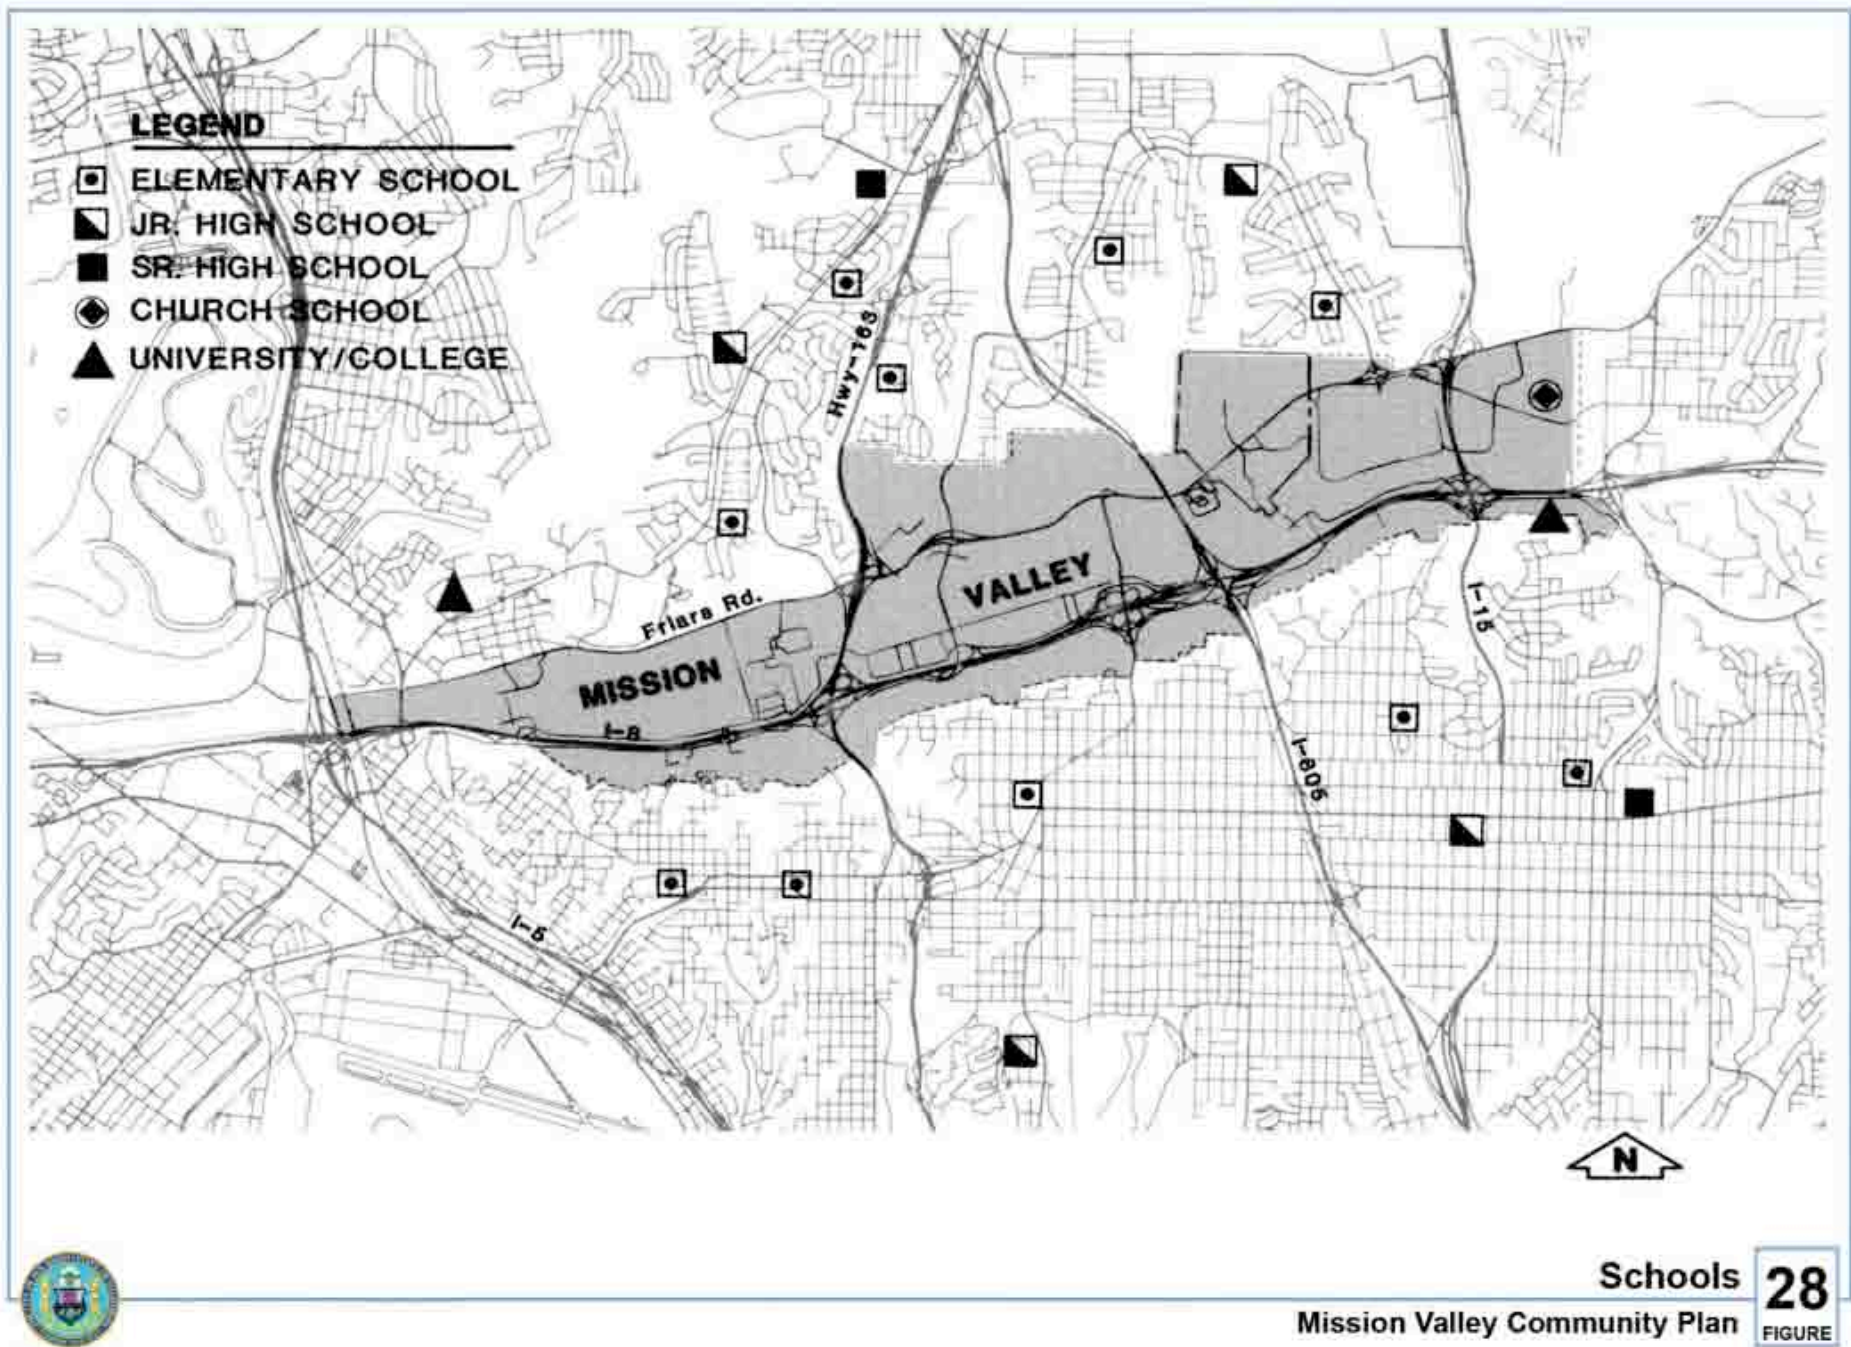 LEGEND
ELEMENTARY SCHOOL
JR. HIGH SCHOOL
SR. HIGH SCHOOL
CHURCH SCHOOL
UNIVERSITY/COLLEGE
Hwy-163
Friars Rd.
MISSION
VALLEY
I-8
I-15
I-805
I-5
N
Schools
Mission Valley Community Plan
28
FIGURE